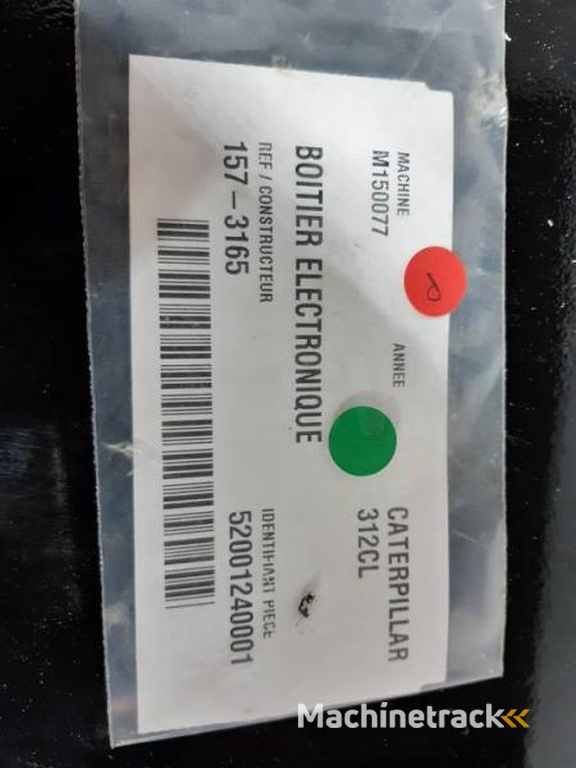 MACHINE
M150077
ANNEE
CATERPILLAR
312CL
BOITIER ELECTRONIQUE
REF / CONSTRUCTEUR
157-3165
IDENTIFIANT PIECE
52001240001
Machinetrack